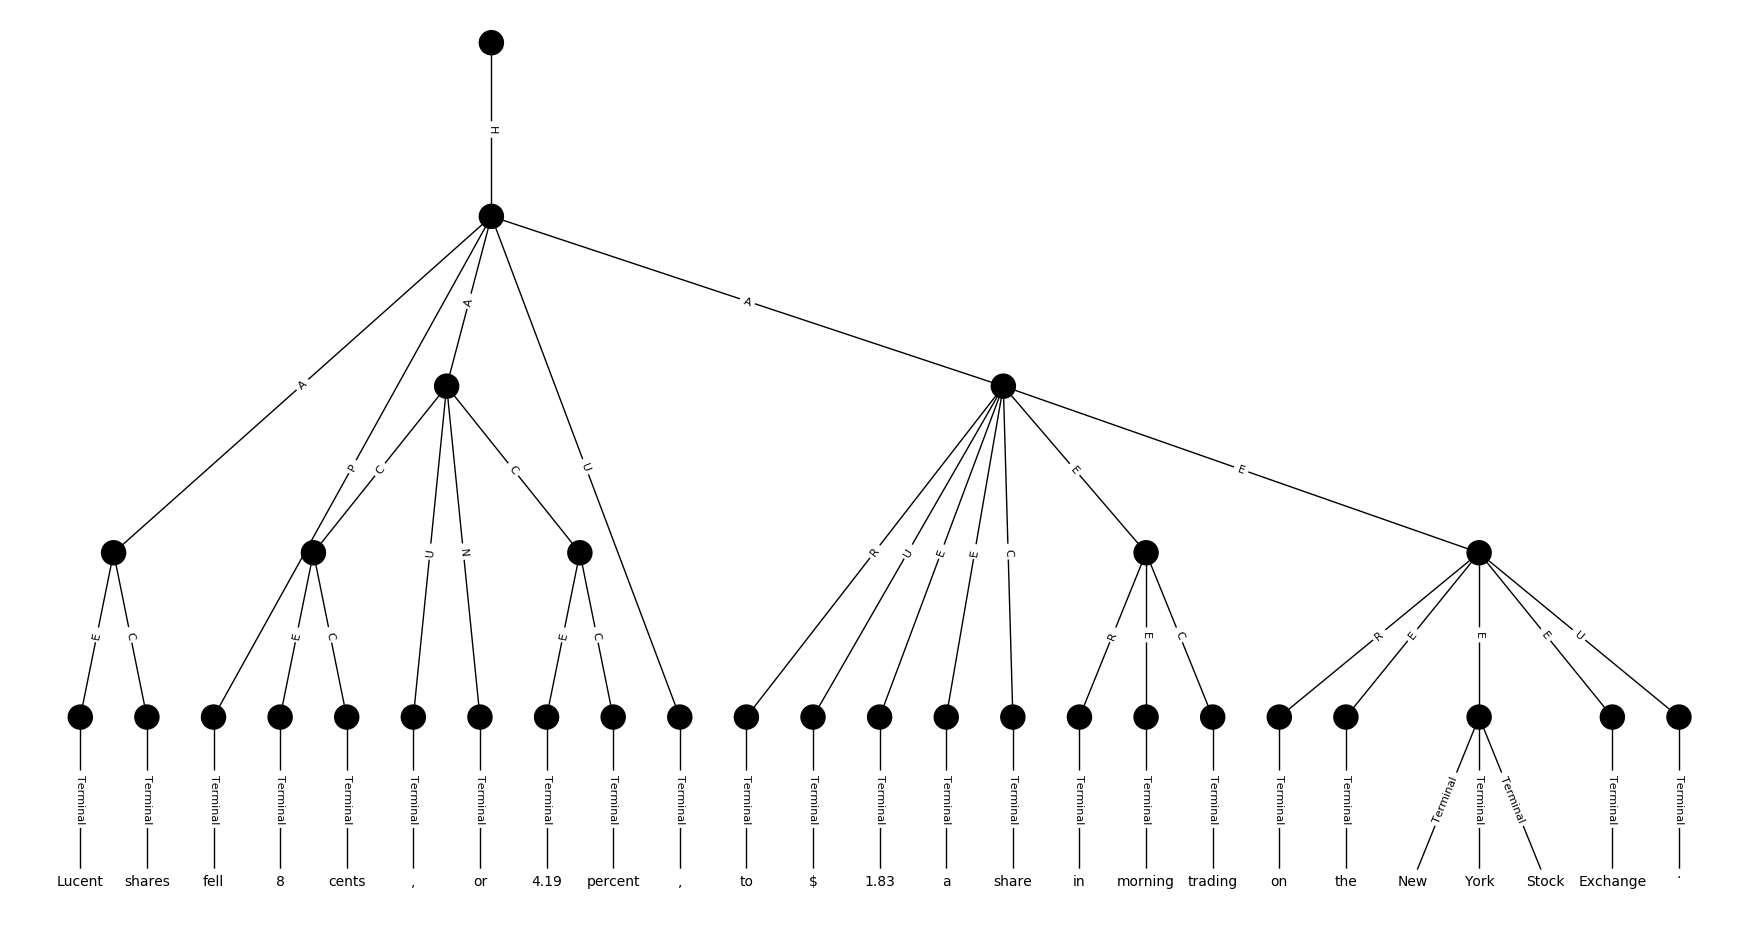 H
A
A
A
P
C
C
U
E
E
R
U
E
E
C
U
N
E
C
E
C
E
C
R
E
C
R
E
E
E
U
Terminal Terminal Terminal Terminal Terminal Terminal Terminal Terminal Terminal Terminal Terminal Terminal Terminal Terminal Terminal Terminal Terminal Terminal Terminal Terminal Terminal Terminal Terminal Terminal Terminal
Lucent shares fell 8 cents , or 4.19 percent , to $ 1.83 a share in morning trading on the New York Stock Exchange .